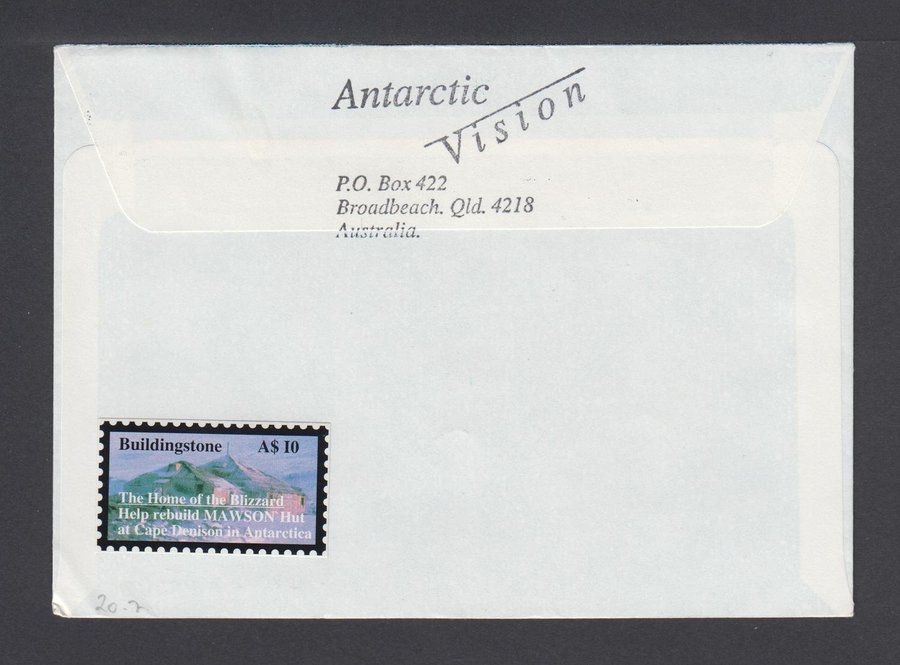 Antarctic
Vision
P.O. Box 422
Broadbeach. Qld. 4218
Australia.
Buildingstone A$ I0
The Home of the Blizzard
Help rebuild MAWSON Hut
at Cape Denison in Antarctica